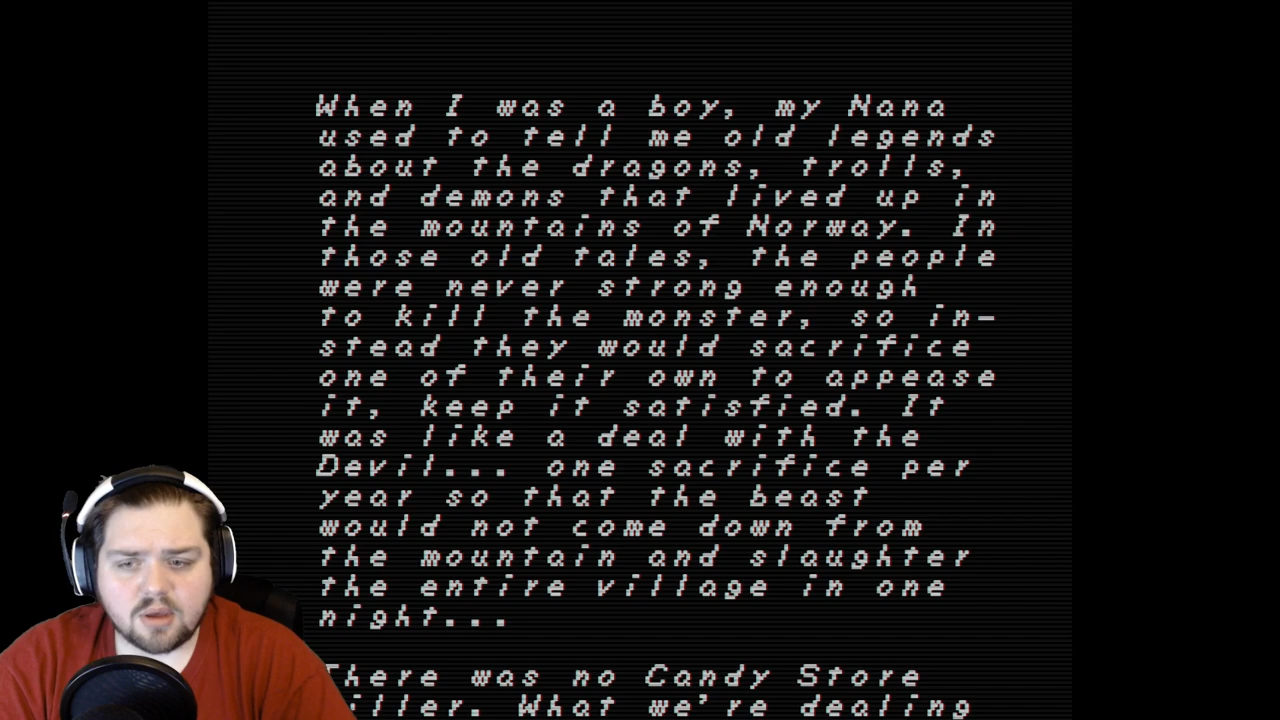 When I was a boy, my Nana
used to tell me old legends
about the dragons, trolls,
and demons that lived up in
the mountains of Norway. In
those old tales, the people
were never strong enough
to kill the monster, so in-
stead they would sacrifice
one of their own to appease
it, keep it satisfied. It
was like a deal with the
Devil... one sacrifice per
year so that the beast
would not come down from
the mountain and slaughter
the entire village in one
night...
There was no Candy Store
iller. What we're dealing